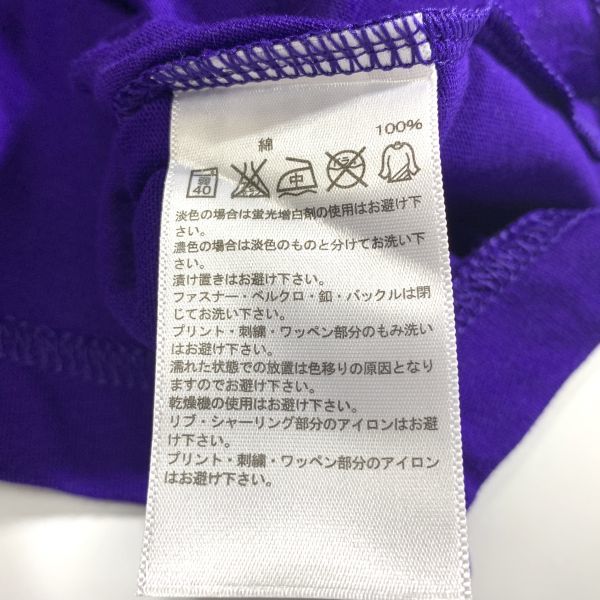 綿 100%
弱 40 エンソ サラシ 中 ドライ
淡色の場合は蛍光増白剤の使用はお避け下
さい。
濃色の場合は淡色のものと分けてお洗い下
さい。
漬け置きはお避け下さい。
ファスナー・ベルクロ・釦・バックルは閉
じてお洗い下さい。
プリント・刺繍・ワッペン部分のもみ洗い
はお避け下さい。
濡れた状態での放置は色移りの原因となり
ますのでお避け下さい。
乾燥機の使用はお避け下さい。
リブ・シャーリング部分のアイロンはお避
け下さい。
プリント・刺繍・ワッペン部分のアイロン
はお避け下さい。